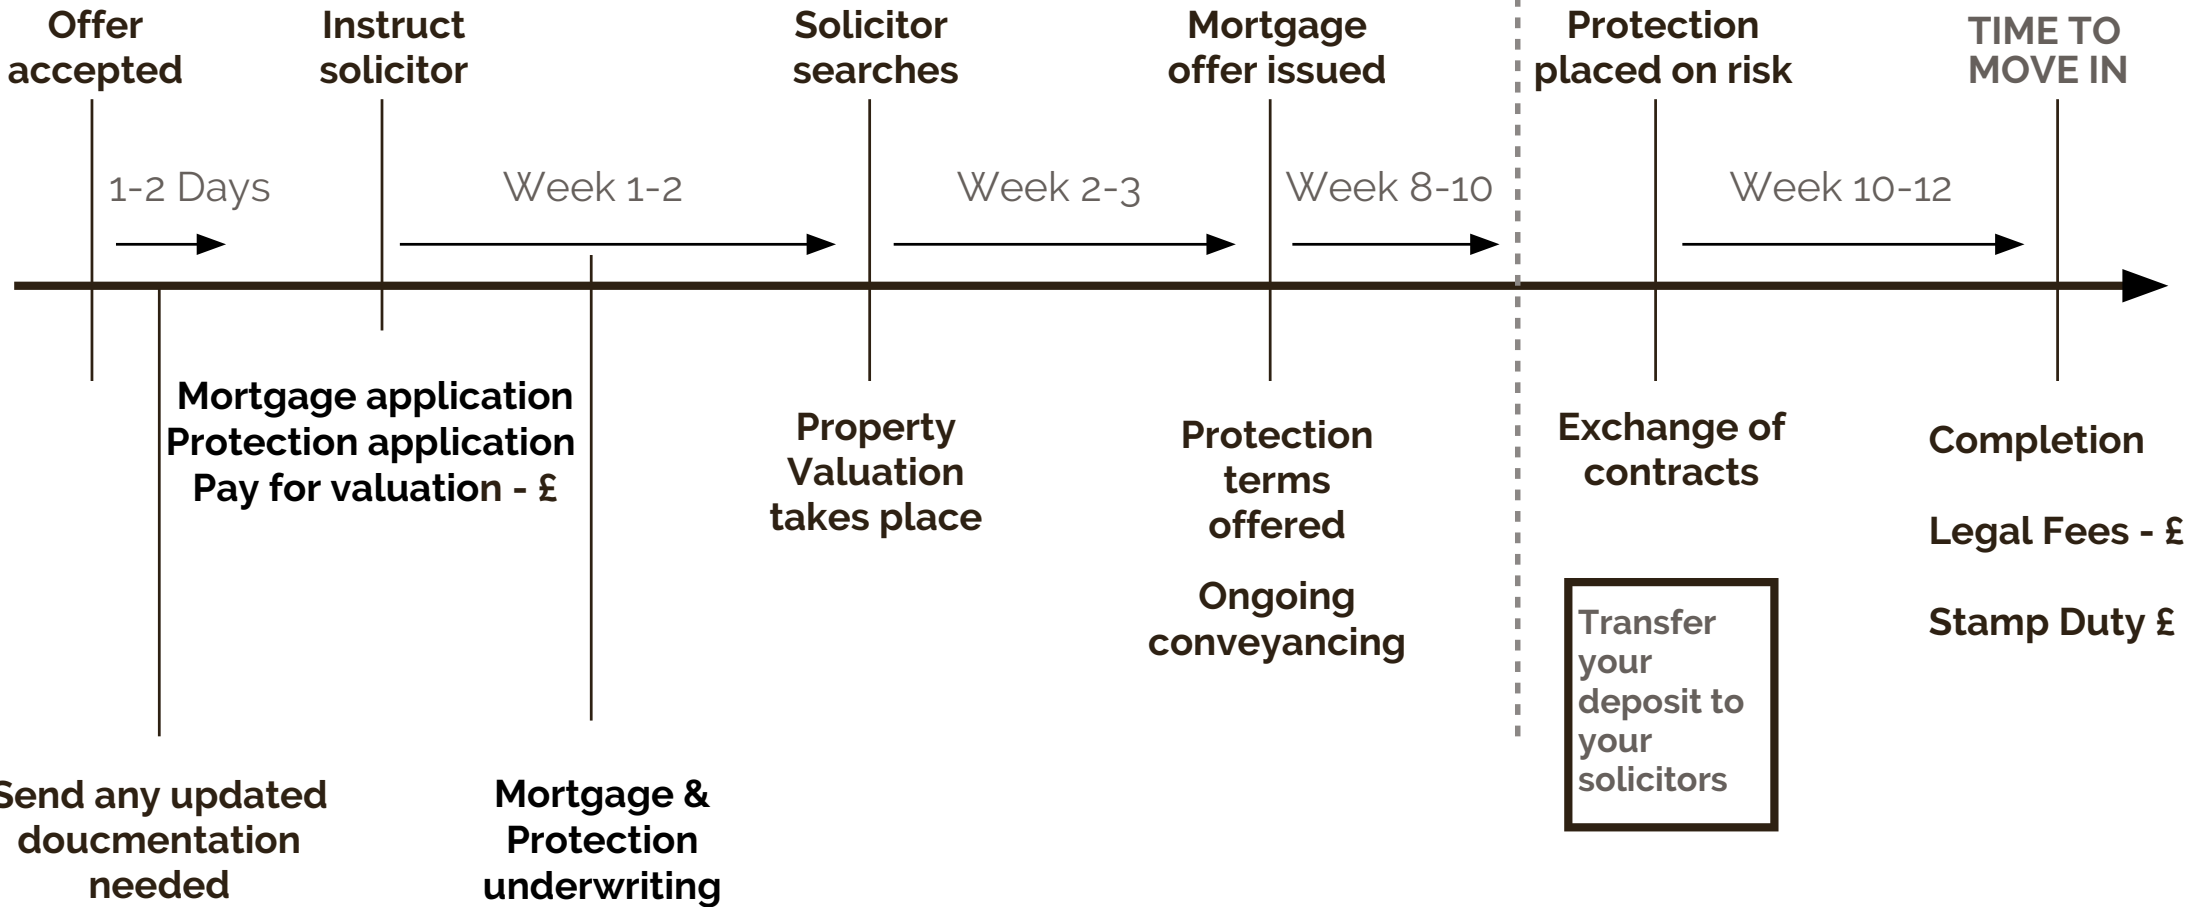 Offer
accepted
Instruct
solicitor
Solicitor
searches
Mortgage
offer issued
Protection
placed on risk
TIME TO
MOVE IN
1-2 Days
Week 1-2
Week 2-3
Week 8-10
Week 10-12
Mortgage application
Protection application
Pay for valuation - £
Property
Valuation
takes place
Protection
terms
offered
Ongoing
conveyancing
Exchange of
contracts
Completion
Legal Fees - £
Stamp Duty £
Transfer
your
deposit to
your
solicitors
Send any updated
doucmentation
needed
Mortgage &
Protection
underwriting